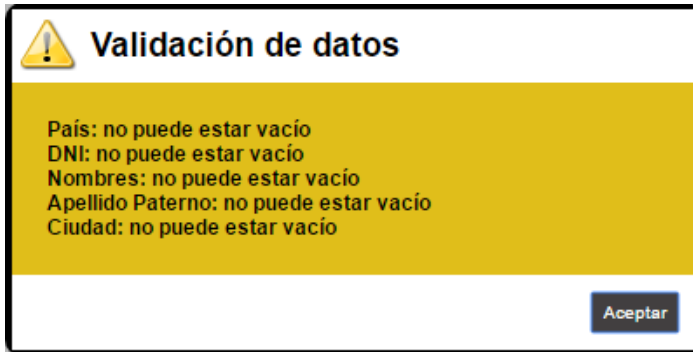 Validación de datos
País: no puede estar vacío
DNI: no puede estar vacío
Nombres: no puede estar vacío
Apellido Paterno: no puede estar vacío
Ciudad: no puede estar vacío
Aceptar